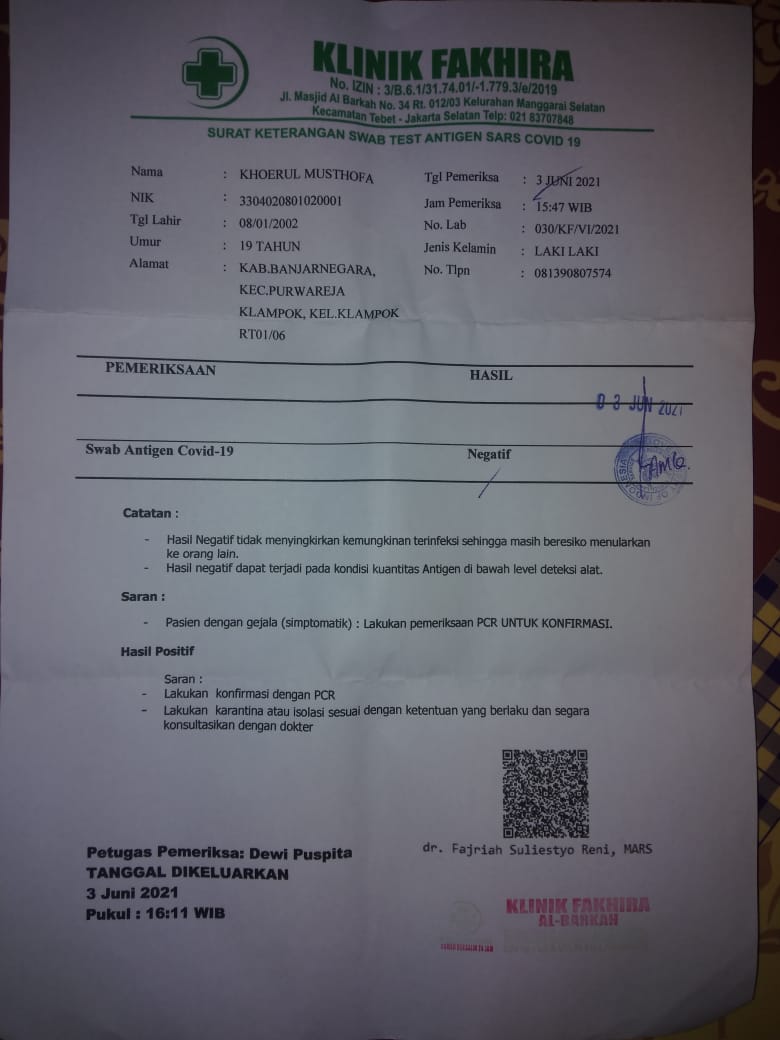 KLINIK FAKHIRA
No. IZIN : 3/B.6.1/31.74.01/-1.779.3/e/2019
Jl. Masjid Al Barkah No. 34 Rt. 012/03 Kelurahan Manggarai Selatan
Kecamatan Tebet - Jakarta Selatan Telp: 021 83707848
SURAT KETERANGAN SWAB TEST ANTIGEN SARS COVID 19
Nama : KHOERUL MUSTHOFA Tgl Pemeriksa : 3 JUNI 2021
NIK : 3304020801020001 Jam Pemeriksa : 15:47 WIB
Tgl Lahir : 08/01/2002 No. Lab : 030/KF/VI/2021
Umur : 19 TAHUN Jenis Kelamin : LAKI LAKI
Alamat : KAB.BANJARNEGARA, No. Tlpn : 081390807574
KEC.PURWAREJA
KLAMPOK, KEL.KLAMPOK
RT01/06
PEMERIKSAAN HASIL
03 JUN 2021
Swab Antigen Covid-19 Negatif
Catatan :
- Hasil Negatif tidak menyingkirkan kemungkinan terinfeksi sehingga masih beresiko menularkan
ke orang lain.
- Hasil negatif dapat terjadi pada kondisi kuantitas Antigen di bawah level deteksi alat.
Saran :
- Pasien dengan gejala (simptomatik) : Lakukan pemeriksaan PCR UNTUK KONFIRMASI.
Hasil Positif
Saran :
- Lakukan konfirmasi dengan PCR
- Lakukan karantina atau isolasi sesuai dengan ketentuan yang berlaku dan segara
konsultasikan dengan dokter
dr. Fajriah Suliestyo Reni, MARS
Petugas Pemeriksa: Dewi Puspita
TANGGAL DIKELUARKAN
3 Juni 2021
Pukul : 16:11 WIB
KLINIK FAKHIRA
AL-BARKAH